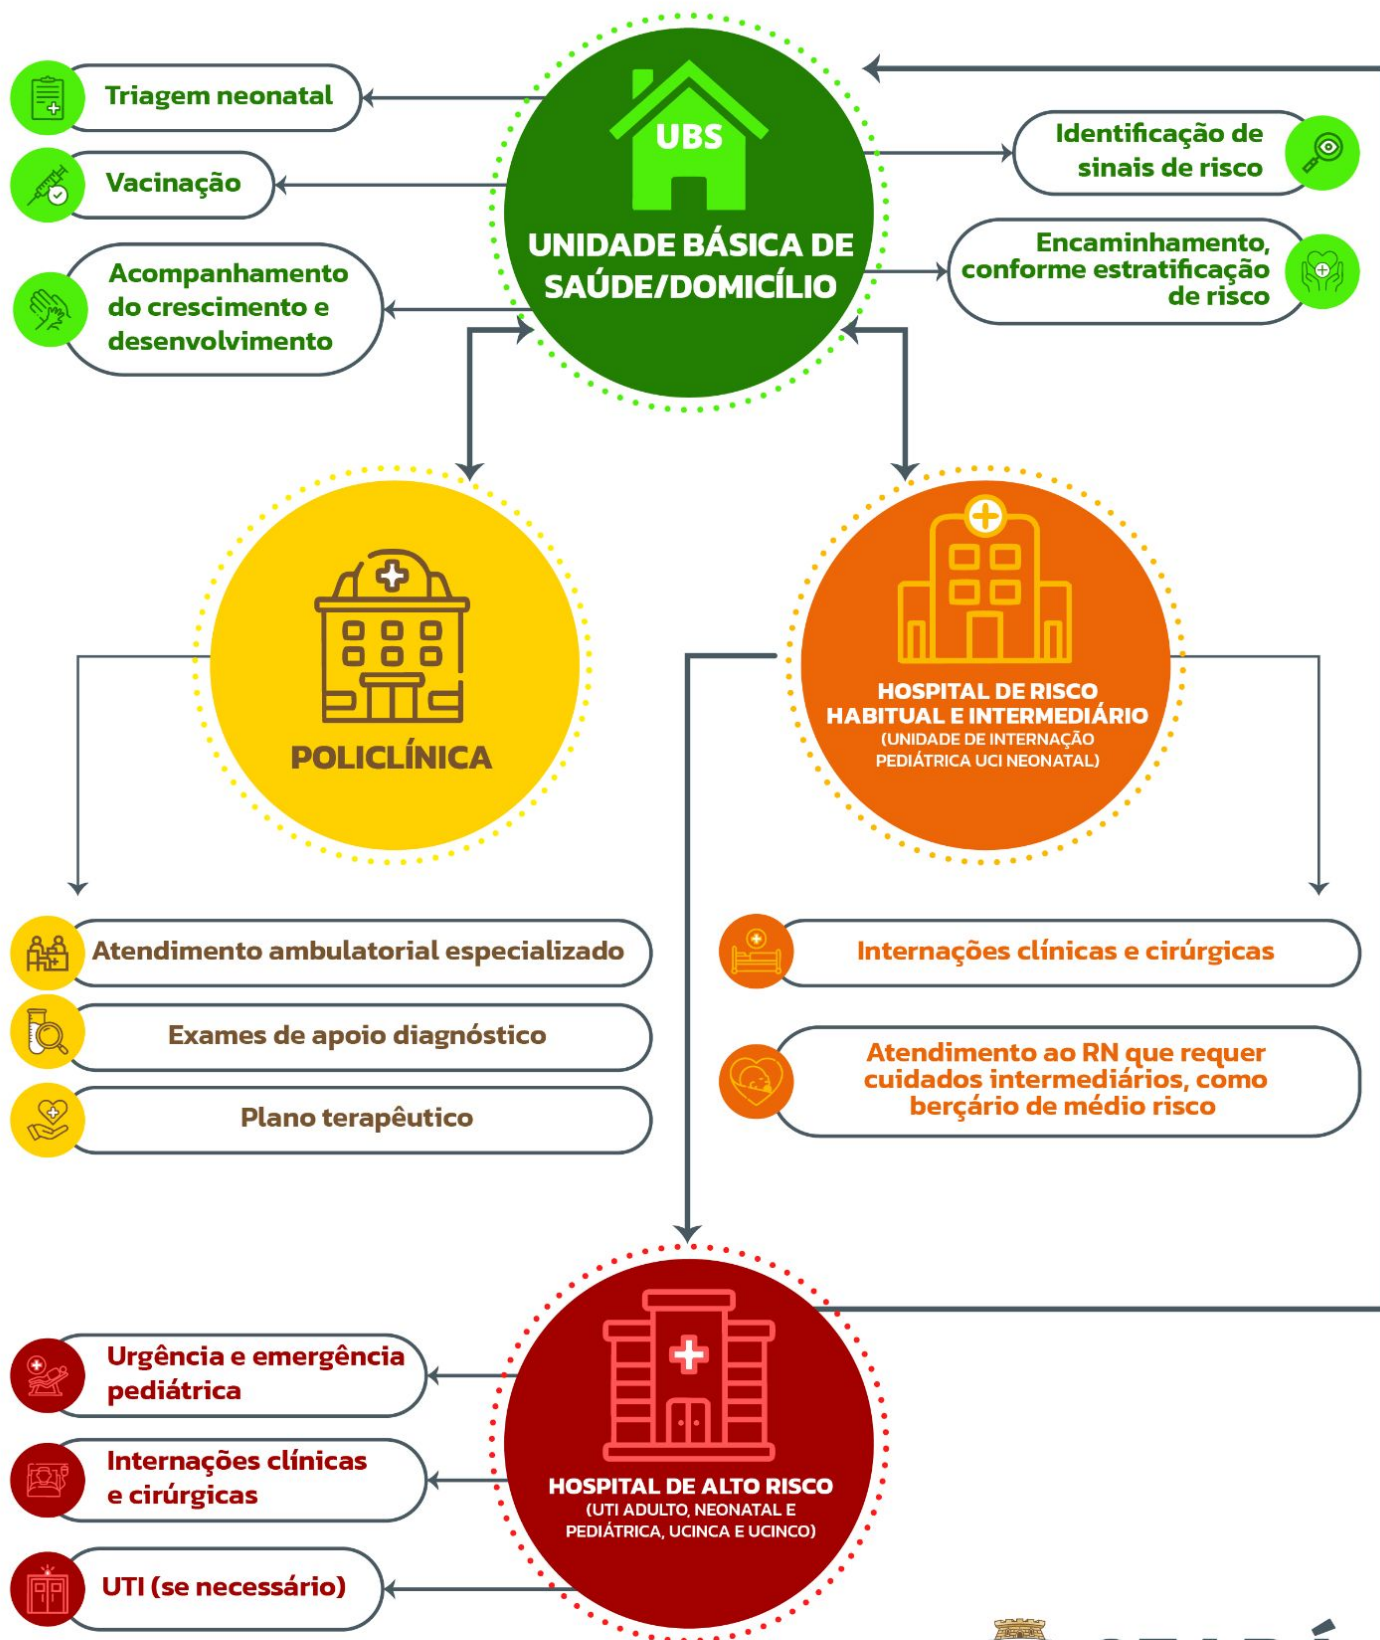 UBS
UNIDADE BÁSICA DE
SAÚDE/DOMICÍLIO
Triagem neonatal
Vacinação
Acompanhamento
do crescimento e
desenvolvimento
Identificação de
sinais de risco
Encaminhamento,
conforme estratificação
de risco
POLICLÍNICA
HOSPITAL DE RISCO
HABITUAL E INTERMEDIÁRIO
(UNIDADE DE INTERNAÇÃO
PEDIÁTRICA UCI NEONATAL)
Atendimento ambulatorial especializado
Exames de apoio diagnóstico
Plano terapêutico
Internações clínicas e cirúrgicas
Atendimento ao RN que requer
cuidados intermediários, como
berçário de médio risco
HOSPITAL DE ALTO RISCO
(UTI ADULTO, NEONATAL E
PEDIÁTRICA, UCINCA E UCINCO)
Urgência e emergência
pediátrica
Internações clínicas
e cirúrgicas
UTI (se necessário)
CEARÁ